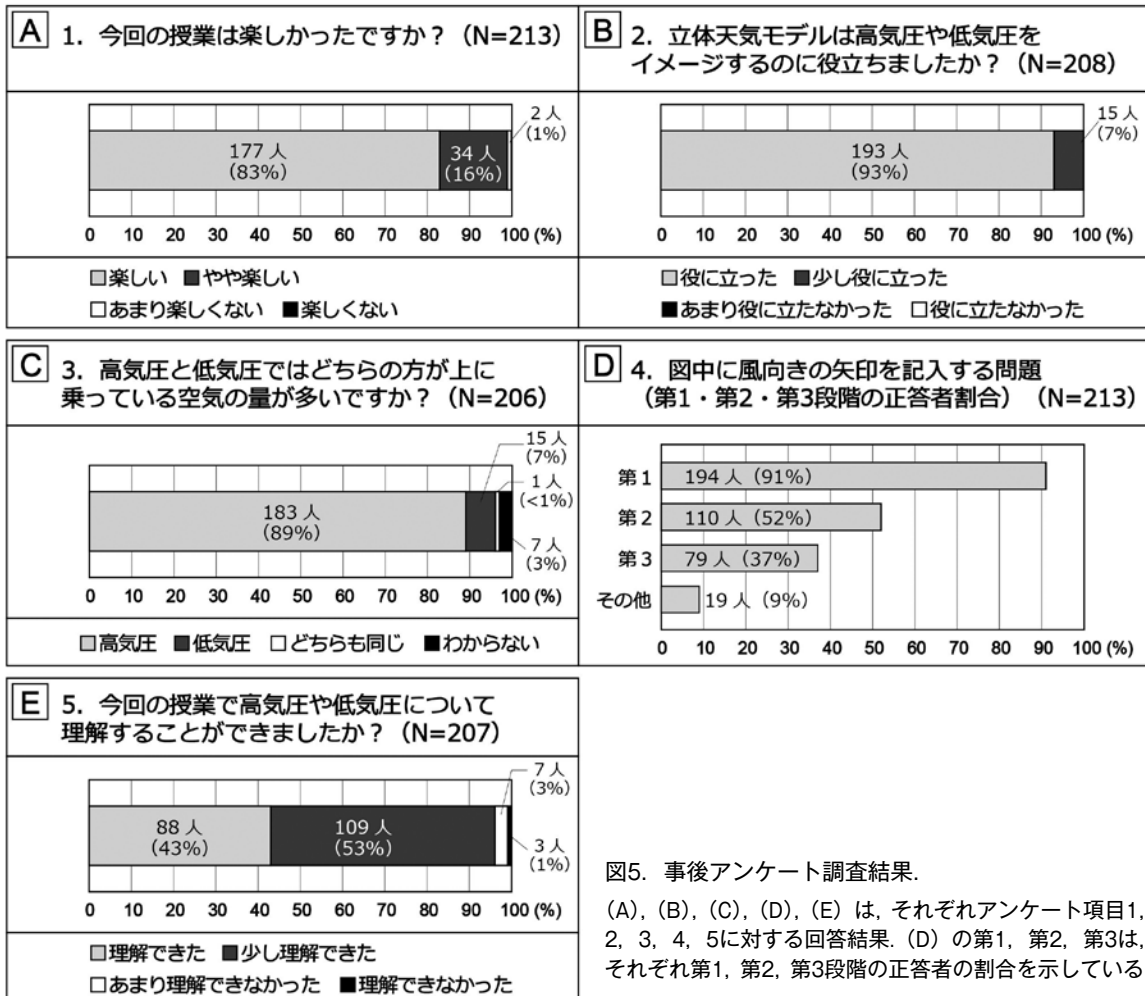 A 1. 今回の授業は楽しかったですか？（N=213）
2人
(1%)
177人
(83%)
34人
(16%)
0 10 20 30 40 50 60 70 80 90 100 (%)
□楽しい ■やや楽しい
□あまり楽しくない ■楽しくない
B 2. 立体天気モデルは高気圧や低気圧を
イメージするのに役立ちましたか？（N=208）
15人
(7%)
193人
(93%)
0 10 20 30 40 50 60 70 80 90 100 (%)
□役に立った ■少し役に立った
■あまり役に立たなかった □役に立たなかった
C 3. 高気圧と低気圧ではどちらの方が上に
乗っている空気の量が多いですか？（N=206）
15人
(7%)
1人
(<1%)
183人
(89%)
7人
(3%)
0 10 20 30 40 50 60 70 80 90 100 (%)
□高気圧 ■低気圧 □どちらも同じ ■わからない
D 4. 図中に風向きの矢印を記入する問題
（第1・第2・第3段階の正答者割合）（N=213）
第1 194人（91%）
第2 110人（52%）
第3 79人（37%）
その他 19人（9%）
0 10 20 30 40 50 60 70 80 90 100 (%)
E 5. 今回の授業で高気圧や低気圧について
理解することができましたか？（N=207）
7人
(3%)
88人
(43%)
109人
(53%)
3人
(1%)
0 10 20 30 40 50 60 70 80 90 100 (%)
□理解できた ■少し理解できた
□あまり理解できなかった ■理解できなかった
図5. 事後アンケート調査結果.
(A), (B), (C), (D), (E) は, それぞれアンケート項目1,
2, 3, 4, 5に対する回答結果. (D) の第1, 第2, 第3は,
それぞれ第1, 第2, 第3段階の正答者の割合を示している